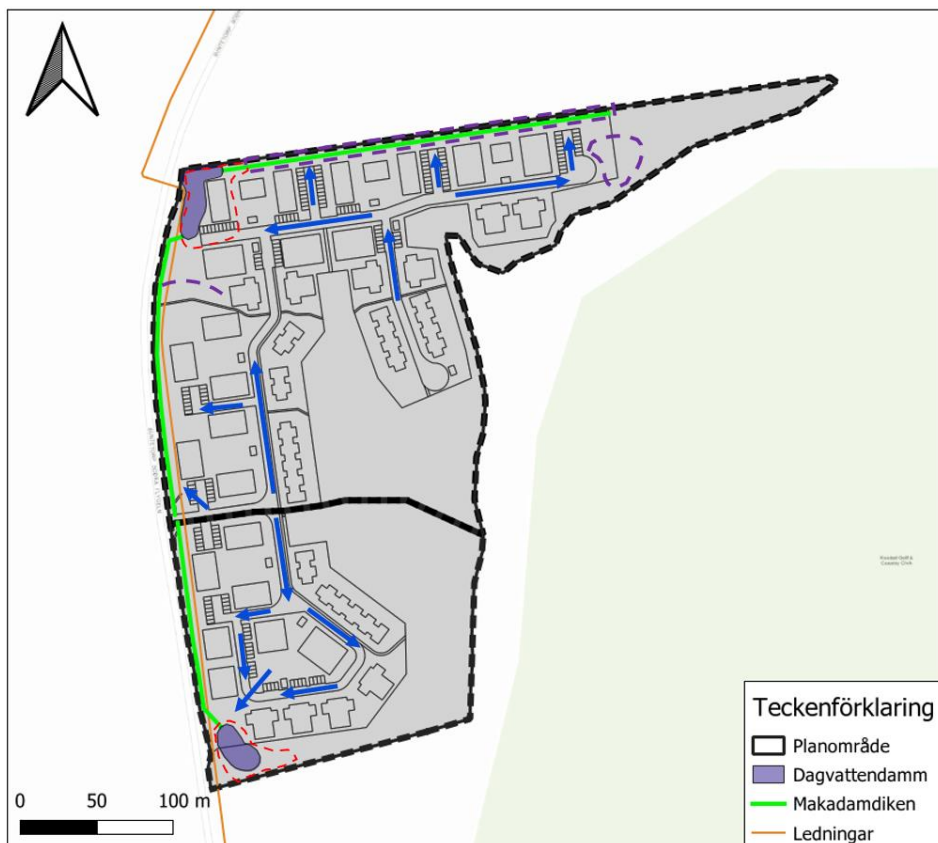 0 50 100 m
Teckenförklaring
Planområde
Dagvattendamm
Makadamdiken
Ledningar